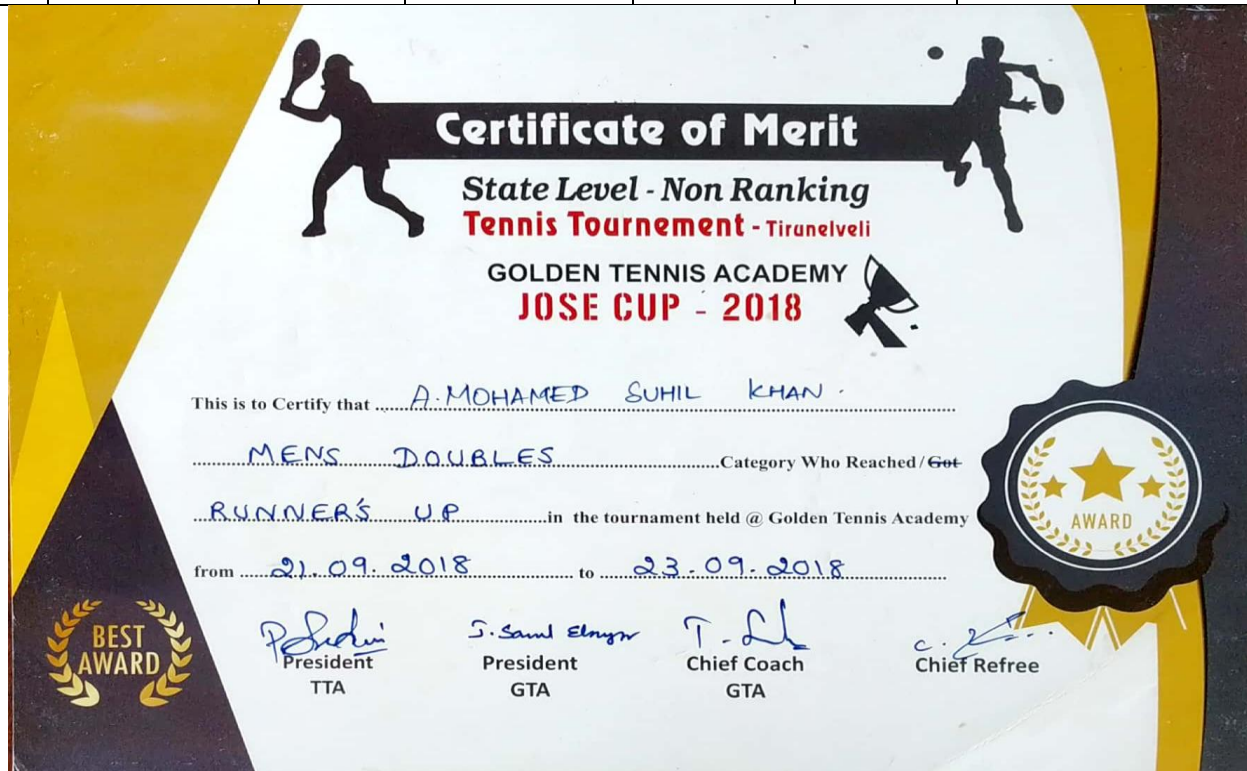 Certificate of Merit
State Level - Non Ranking
Tennis Tournement - Tirunelveli
GOLDEN TENNIS ACADEMY
JOSE CUP - 2018
This is to Certify that A. MOHAMED SUHIL KHAN.
MENS DOUBLES Category Who Reached / Got
RUNNER'S UP in the tournament held @ Golden Tennis Academy
from 21.09.2018 to 23.09.2018
AWARD
BEST
AWARD
President
TTA
President
GTA
Chief Coach
GTA
Chief Refree